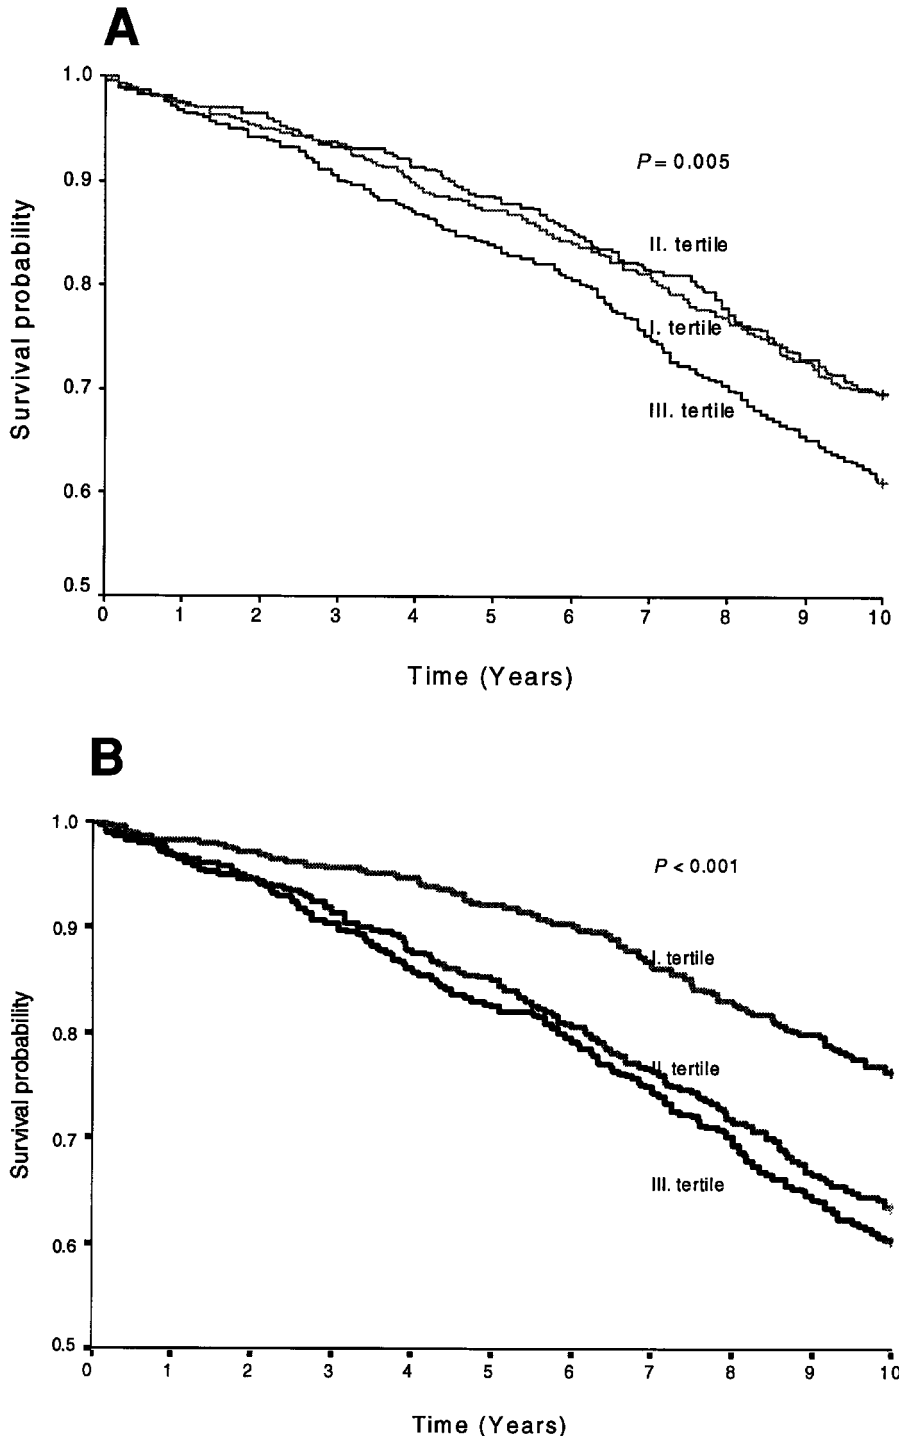 A
Survival probability
1.0
0.9
0.8
0.7
0.6
0.5
P = 0.005
II. tertile
I. tertile
III. tertile
0 1 2 3 4 5 6 7 8 9 10
Time (Years)
B
Survival probability
1.0
0.9
0.8
0.7
0.6
0.5
P < 0.001
I. tertile
II. tertile
III. tertile
0 1 2 3 4 5 6 7 8 9 10
Time (Years)